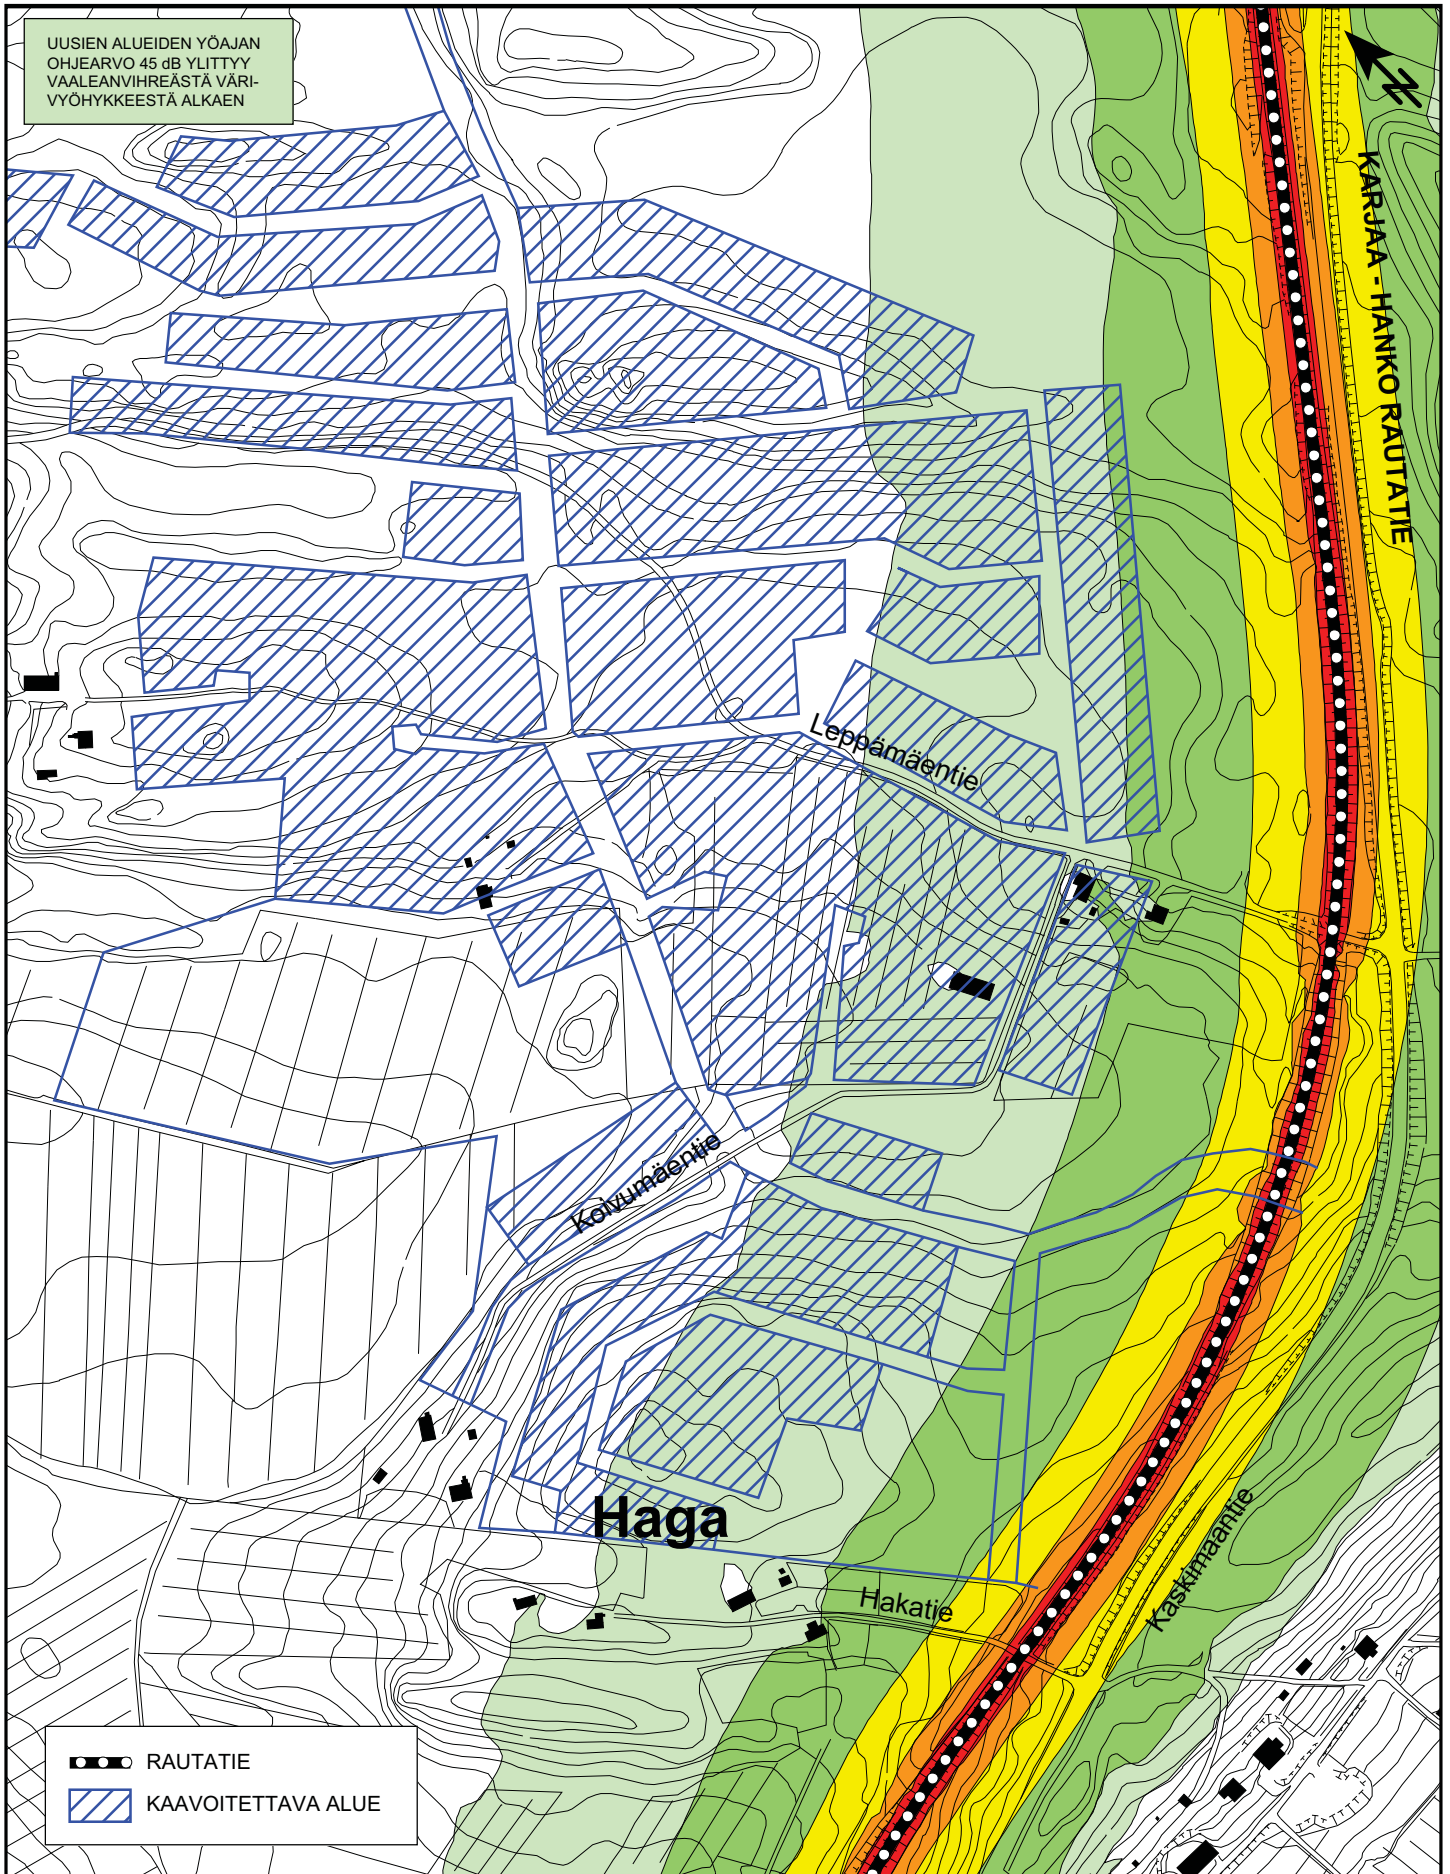 UUSIEN ALUEIDEN YÖAJAN
OHJEARVO 45 dB YLITTYY
VAALEANVIHREÄSTÄ VÄRI-
VYÖHYKKEESTÄ ALKAEN
KARJAA - HANKO RAUTATIE
Leppämäentie
Koivumäentie
Haga
Hakatie
Kaskimaantie
RAUTATIE
KAAVOITETTAVA ALUE